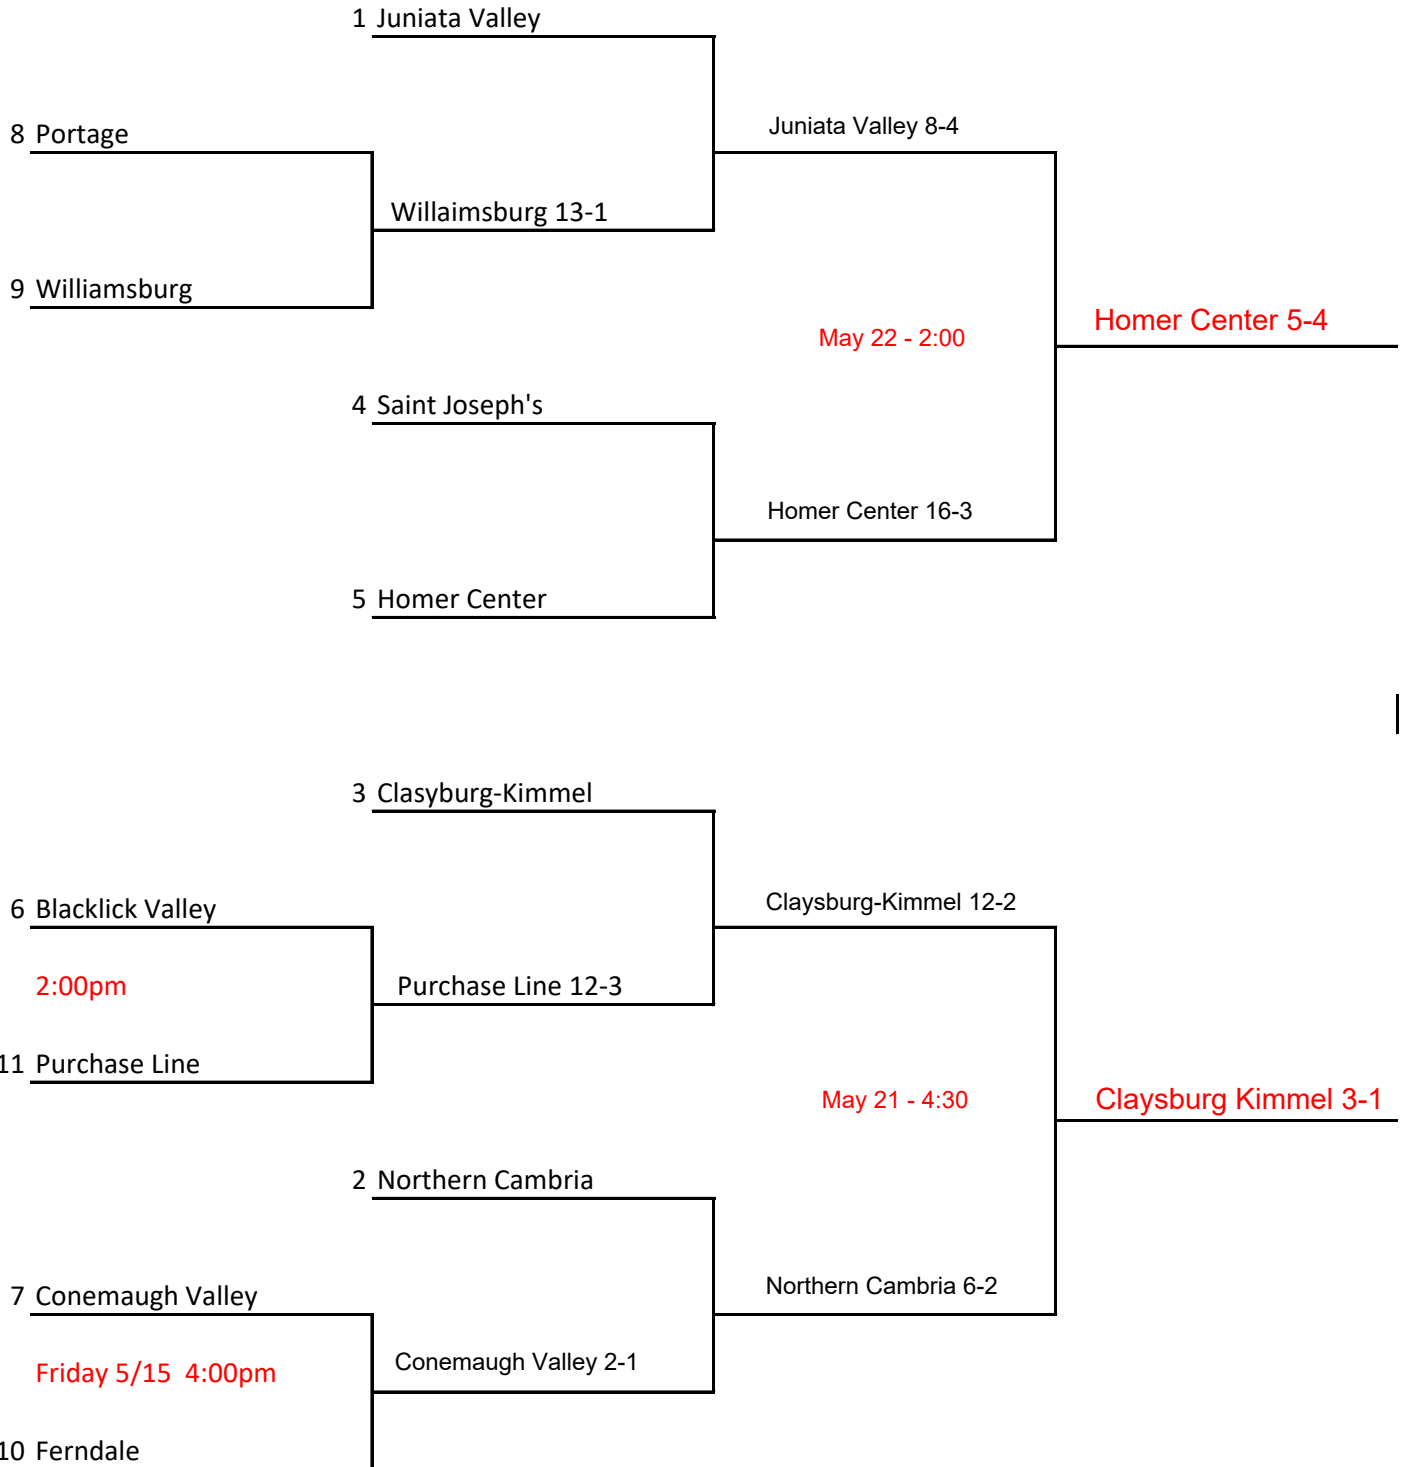 1 Juniata Valley
Juniata Valley 8-4
8 Portage
Willaimsburg 13-1
9 Williamsburg
Homer Center 5-4
May 22 - 2:00
4 Saint Joseph's
Homer Center 16-3
5 Homer Center
3 Clasyburg-Kimmel
Claysburg-Kimmel 12-2
6 Blacklick Valley
2:00pm
Purchase Line 12-3
11 Purchase Line
May 21 - 4:30
Claysburg Kimmel 3-1
2 Northern Cambria
Northern Cambria 6-2
7 Conemaugh Valley
Conemaugh Valley 2-1
Friday 5/15 4:00pm
10 Ferndale